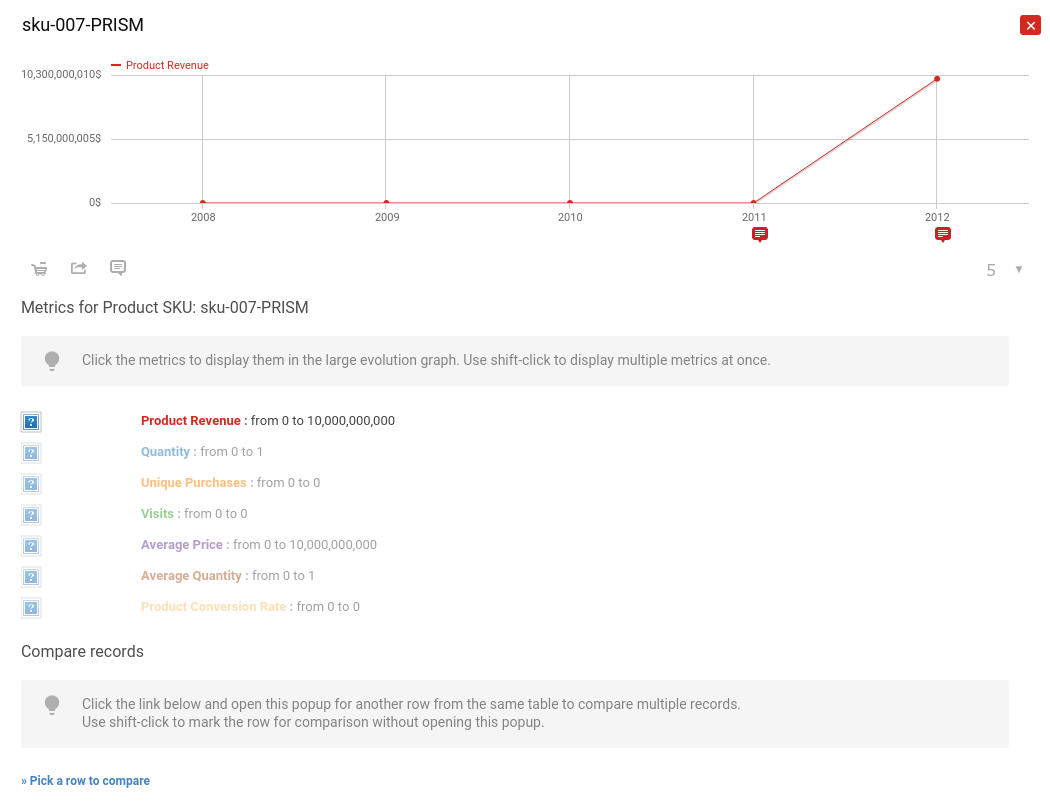 sku-007-PRISM
Product Revenue
10,300,000,010$
5,150,000,005$
0$
2008 2009 2010 2011 2012
5 ▼
Metrics for Product SKU: sku-007-PRISM
Click the metrics to display them in the large evolution graph. Use shift-click to display multiple metrics at once.
? Product Revenue : from 0 to 10,000,000,000
? Quantity : from 0 to 1
? Unique Purchases : from 0 to 0
? Visits : from 0 to 0
? Average Price : from 0 to 10,000,000,000
? Average Quantity : from 0 to 1
? Product Conversion Rate : from 0 to 0
Compare records
Click the link below and open this popup for another row from the same table to compare multiple records.
Use shift-click to mark the row for comparison without opening this popup.
» Pick a row to compare